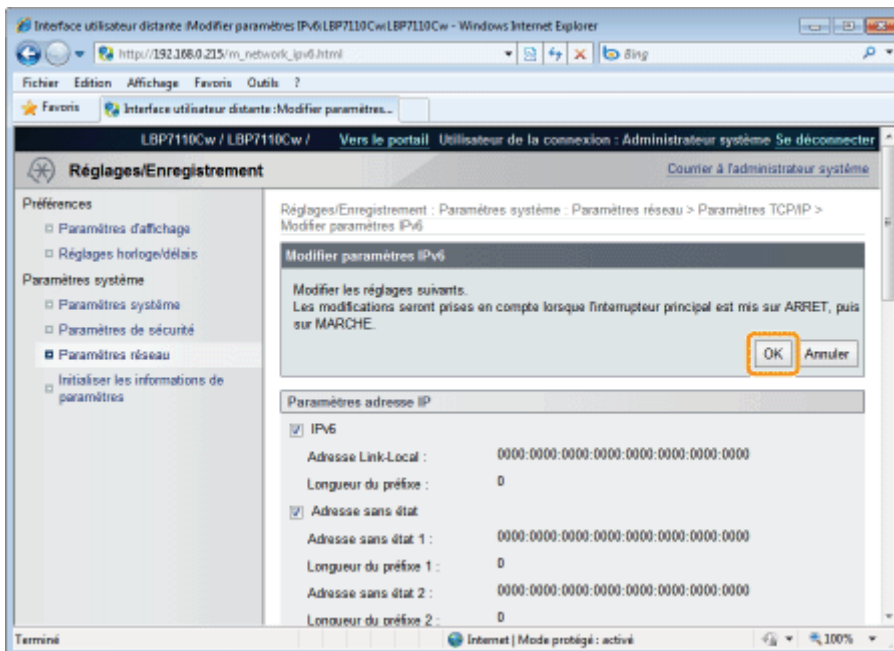 Interface utilisateur distante :Modifier paramètres IPv6:LBP7110Cw:LBP7110Cw - Windows Internet Explorer
http://192.168.0.215/m_network_ipv6.html
Bing
Fichier Edition Affichage Favoris Outils ?
Favoris
Interface utilisateur distante :Modifier paramètres...
LBP7110Cw / LBP7110Cw / Vers le portail Utilisateur de la connexion : Administrateur système Se déconnecter
Réglages/Enregistrement
Courrier à l'administrateur système
Préférences
Paramètres d'affichage
Réglages horloge/délais
Paramètres système
Paramètres système
Paramètres de sécurité
Paramètres réseau
Initialiser les informations de
paramètres
Réglages/Enregistrement : Paramètres système : Paramètres réseau > Paramètres TCP/IP >
Modifier paramètres IPv6
Modifier paramètres IPv6
Modifier les réglages suivants.
Les modifications seront prises en compte lorsque l'interrupteur principal est mis sur ARRET, puis
sur MARCHE.
OK Annuler
Paramètres adresse IP
IPv6
Adresse Link-Local : 0000:0000:0000:0000:0000:0000:0000:0000
Longueur du préfixe : 0
Adresse sans état
Adresse sans état 1 : 0000:0000:0000:0000:0000:0000:0000:0000
Longueur du préfixe 1 : 0
Adresse sans état 2 : 0000:0000:0000:0000:0000:0000:0000:0000
Longueur du préfixe 2 : 0
Terminé
Internet | Mode protégé : activé
100%